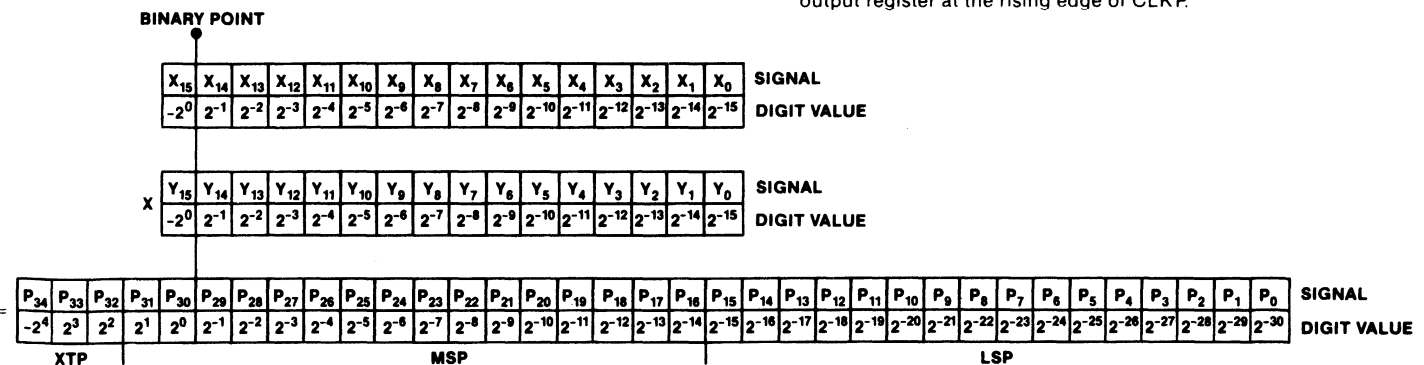 output register at the rising edge of CLKP.
BINARY POINT
X15 X14 X13 X12 X11 X10 X9 X8 X7 X6 X5 X4 X3 X2 X1 X0 SIGNAL
-2^0 2^-1 2^-2 2^-3 2^-4 2^-5 2^-6 2^-7 2^-8 2^-9 2^-10 2^-11 2^-12 2^-13 2^-14 2^-15 DIGIT VALUE
X Y15 Y14 Y13 Y12 Y11 Y10 Y9 Y8 Y7 Y6 Y5 Y4 Y3 Y2 Y1 Y0 SIGNAL
-2^0 2^-1 2^-2 2^-3 2^-4 2^-5 2^-6 2^-7 2^-8 2^-9 2^-10 2^-11 2^-12 2^-13 2^-14 2^-15 DIGIT VALUE
= P34 P33 P32 P31 P30 P29 P28 P27 P26 P25 P24 P23 P22 P21 P20 P19 P18 P17 P16 P15 P14 P13 P12 P11 P10 P9 P8 P7 P6 P5 P4 P3 P2 P1 P0 SIGNAL
-2^4 2^3 2^2 2^1 2^0 2^-1 2^-2 2^-3 2^-4 2^-5 2^-6 2^-7 2^-8 2^-9 2^-10 2^-11 2^-12 2^-13 2^-14 2^-15 2^-16 2^-17 2^-18 2^-19 2^-20 2^-21 2^-22 2^-23 2^-24 2^-25 2^-26 2^-27 2^-28 2^-29 2^-30 DIGIT VALUE
XTP MSP LSP